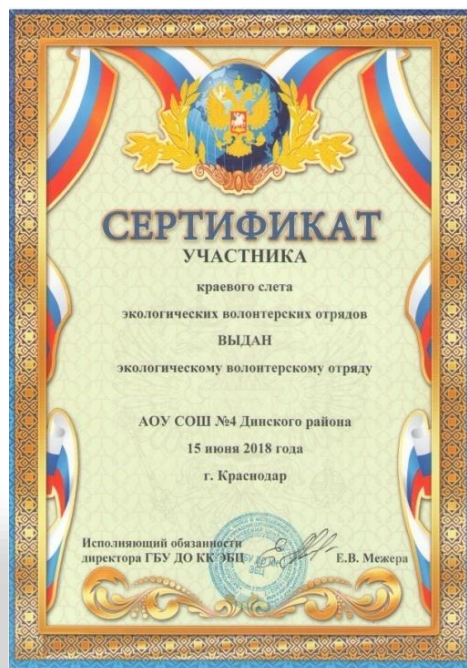 СЕРТИФИКАТ
УЧАСТНИКА
краевого слета
экологических волонтерских отрядов
ВЫДАН
экологическому волонтерскому отряду
АОУ СОШ №4 Динского района
15 июня 2018 года
г. Краснодар
Исполняющий обязанности
директора ГБУ ДО КК ЭБЦ Е.В. Межера